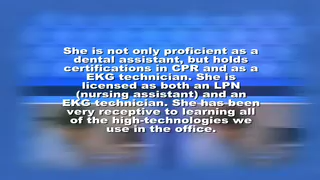 She is not only proficient as a
dental assistant, but holds
certifications in CPR and as a
EKG technician. She is
licensed as both an LPN
(nursing assistant) and an
EKG technician. She has been
very receptive to learning all
of the high-technologies we
use in the office.